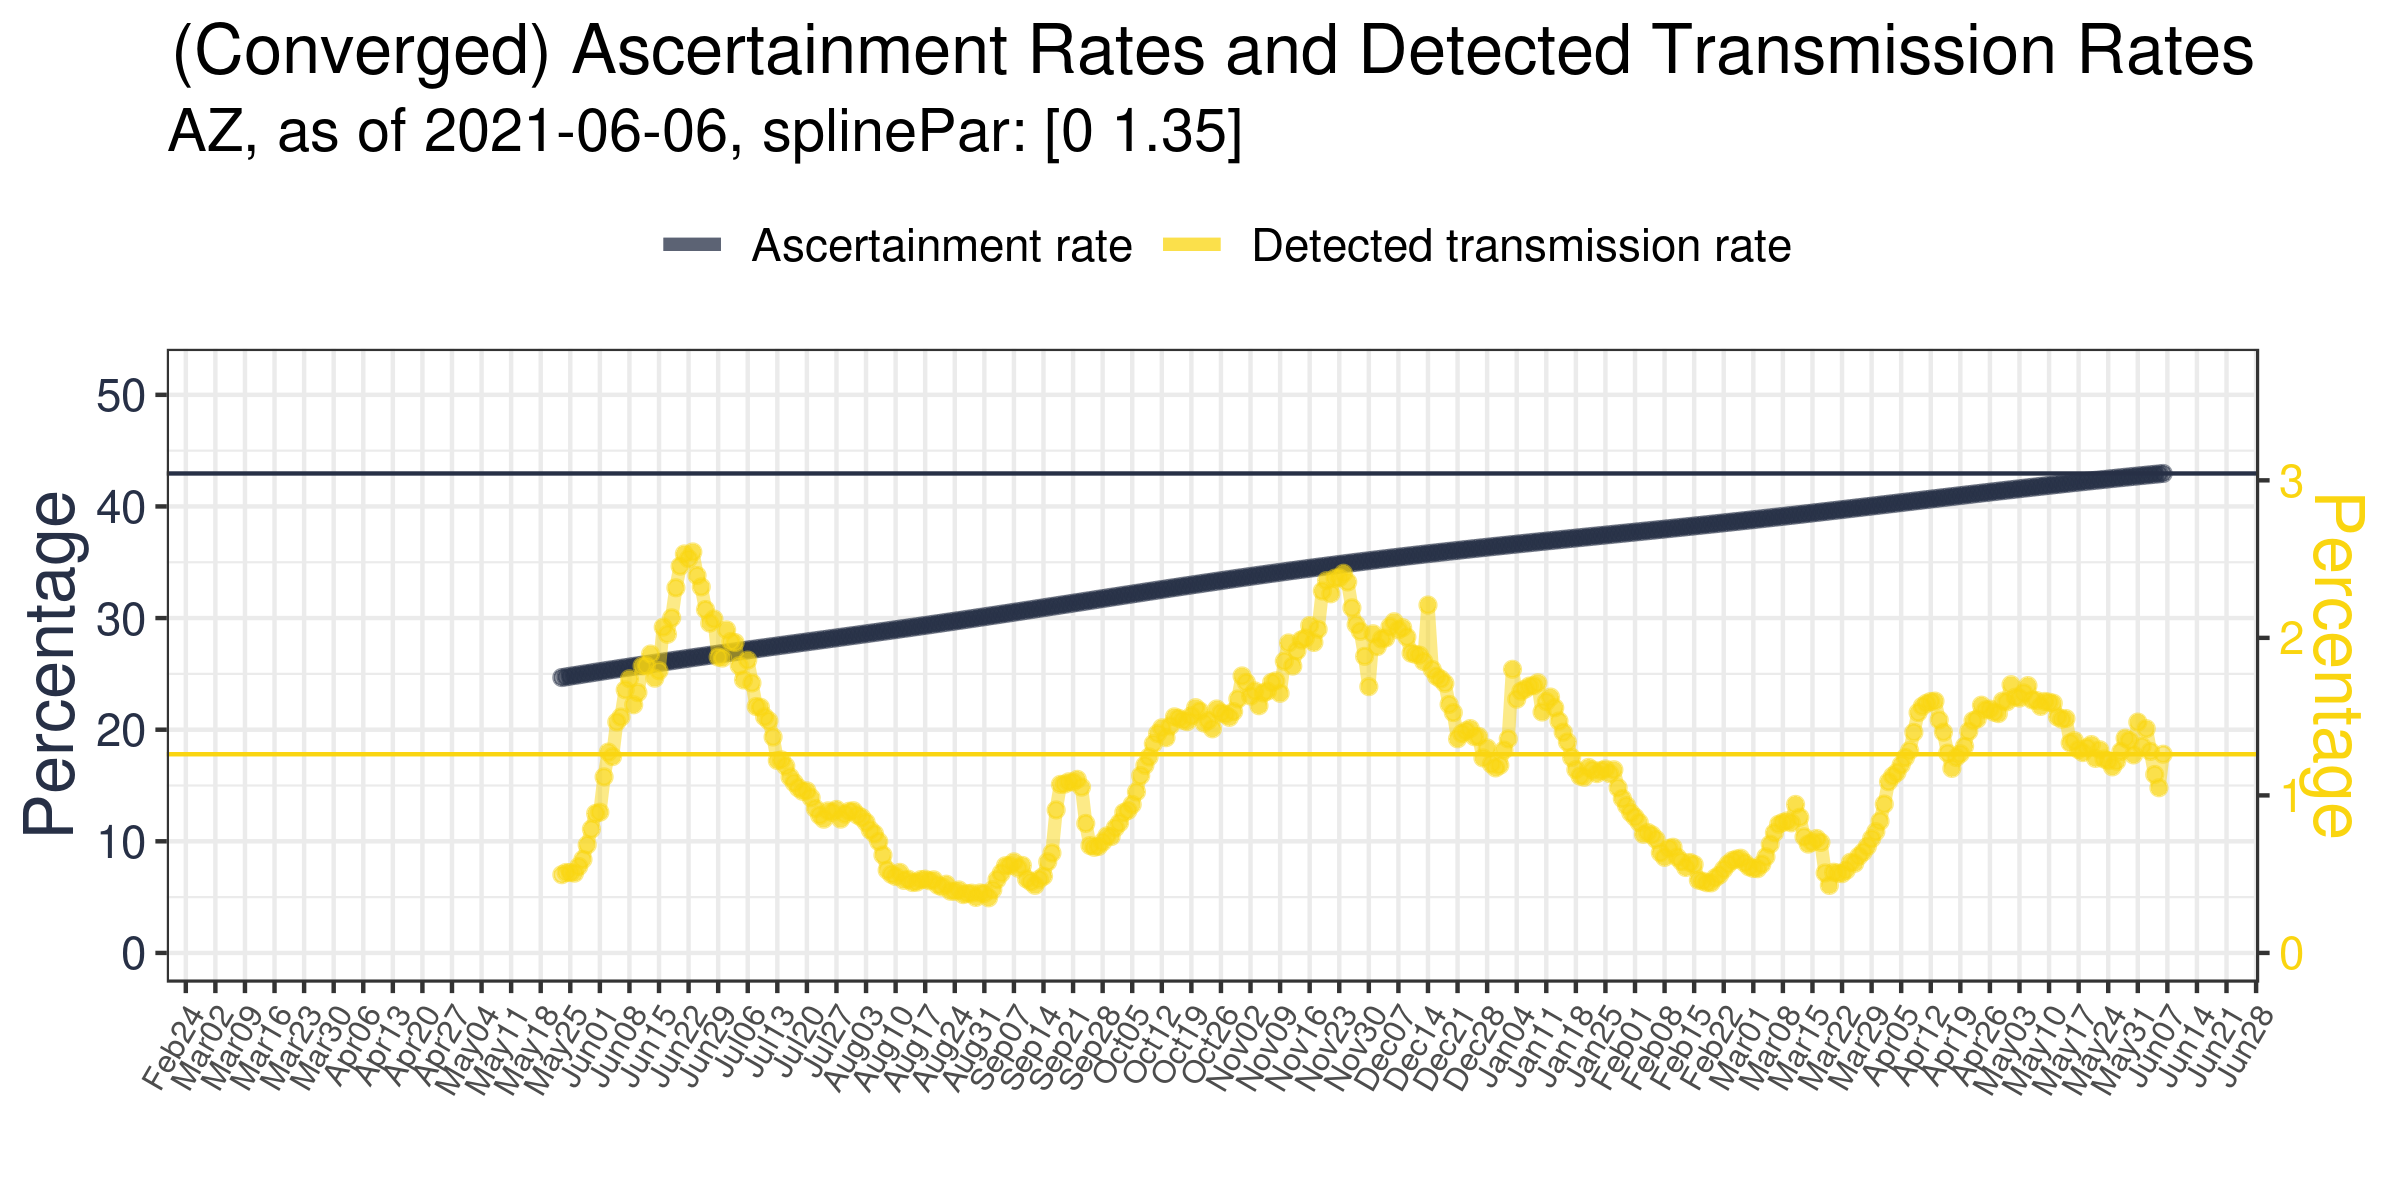 (Converged) Ascertainment Rates and Detected Transmission Rates
AZ, as of 2021-06-06, splinePar: [0 1.35]
Ascertainment rate Detected transmission rate
Percentage
50
40
30
20
10
0
3
2
1
0
Percentage
Feb24 Mar02 Mar09 Mar16 Mar23 Mar30 Apr06 Apr13 Apr20 Apr27 May04 May11 May18 May25 Jun01 Jun08 Jun15 Jun22 Jun29 Jul06 Jul13 Jul20 Jul27 Aug03 Aug10 Aug17 Aug24 Aug31 Sep07 Sep14 Sep21 Sep28 Oct05 Oct12 Oct19 Oct26 Nov02 Nov09 Nov16 Nov23 Nov30 Dec07 Dec14 Dec21 Dec28 Jan04 Jan11 Jan18 Jan25 Feb01 Feb08 Feb15 Feb22 Mar01 Mar08 Mar15 Mar22 Mar29 Apr05 Apr12 Apr19 Apr26 May03 May10 May17 May24 May31 Jun07 Jun14 Jun21 Jun28